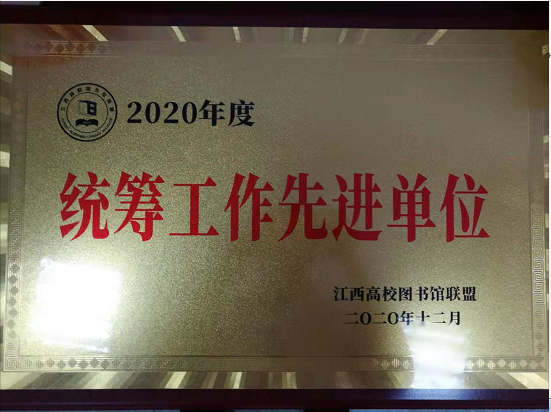 2020年度
统筹工作先进单位
江西高校图书馆联盟
二〇二〇年十二月